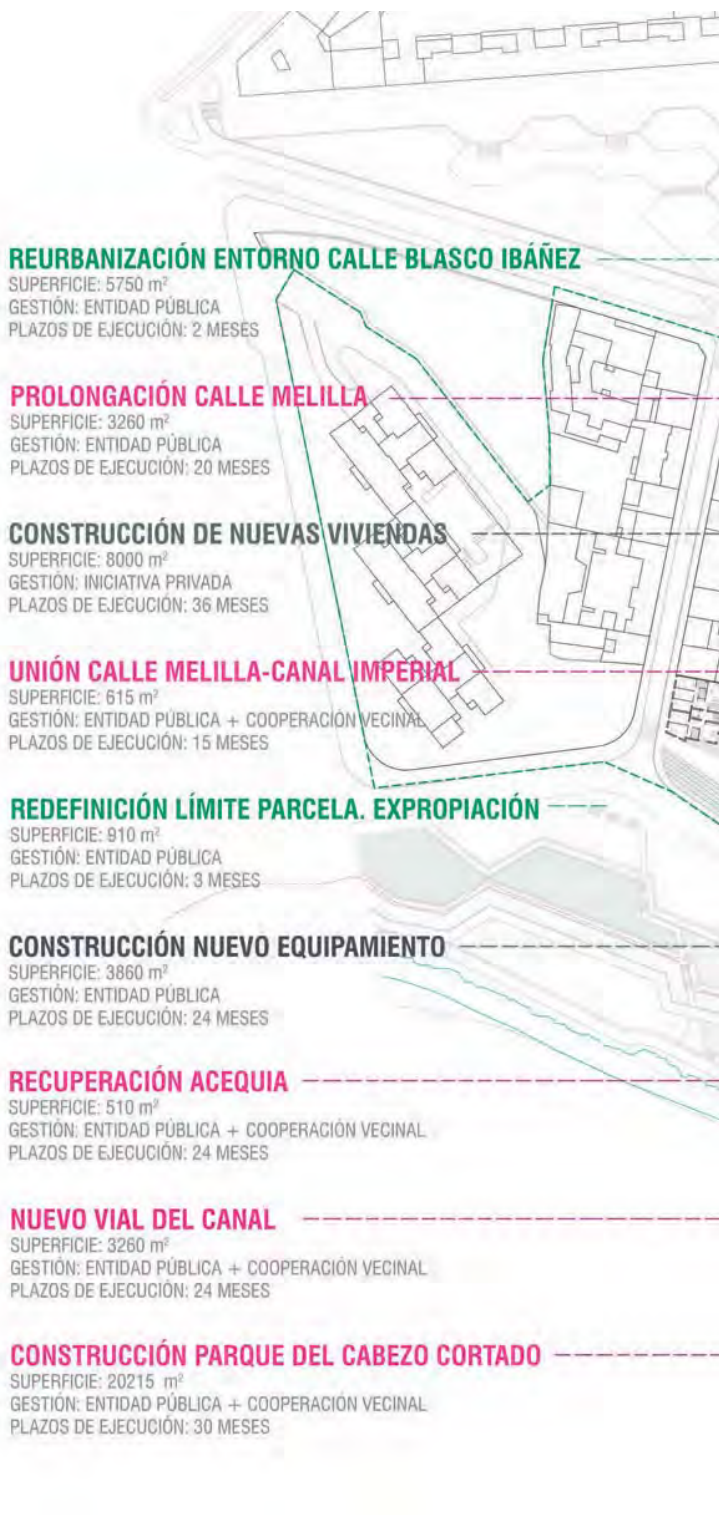 REURBANIZACIÓN ENTORNO CALLE BLASCO IBÁÑEZ
SUPERFICIE: 5750 m²
GESTIÓN: ENTIDAD PÚBLICA
PLAZOS DE EJECUCIÓN: 2 MESES
PROLONGACIÓN CALLE MELILLA
SUPERFICIE: 3260 m²
GESTIÓN: ENTIDAD PÚBLICA
PLAZOS DE EJECUCIÓN: 20 MESES
CONSTRUCCIÓN DE NUEVAS VIVIENDAS
SUPERFICIE: 8000 m²
GESTIÓN: INICIATIVA PRIVADA
PLAZOS DE EJECUCIÓN: 36 MESES
UNIÓN CALLE MELILLA-CANAL IMPERIAL
SUPERFICIE: 615 m²
GESTIÓN: ENTIDAD PÚBLICA + COOPERACIÓN VECINAL
PLAZOS DE EJECUCIÓN: 15 MESES
REDEFINICIÓN LÍMITE PARCELA. EXPROPIACIÓN
SUPERFICIE: 910 m²
GESTIÓN: ENTIDAD PÚBLICA
PLAZOS DE EJECUCIÓN: 3 MESES
CONSTRUCCIÓN NUEVO EQUIPAMIENTO
SUPERFICIE: 3860 m²
GESTIÓN: ENTIDAD PÚBLICA
PLAZOS DE EJECUCIÓN: 24 MESES
RECUPERACIÓN ACEQUIA
SUPERFICIE: 510 m²
GESTIÓN: ENTIDAD PÚBLICA + COOPERACIÓN VECINAL
PLAZOS DE EJECUCIÓN: 24 MESES
NUEVO VIAL DEL CANAL
SUPERFICIE: 3260 m²
GESTIÓN: ENTIDAD PÚBLICA + COOPERACIÓN VECINAL
PLAZOS DE EJECUCIÓN: 24 MESES
CONSTRUCCIÓN PARQUE DEL CABEZO CORTADO
SUPERFICIE: 20215 m²
GESTIÓN: ENTIDAD PÚBLICA + COOPERACIÓN VECINAL
PLAZOS DE EJECUCIÓN: 30 MESES